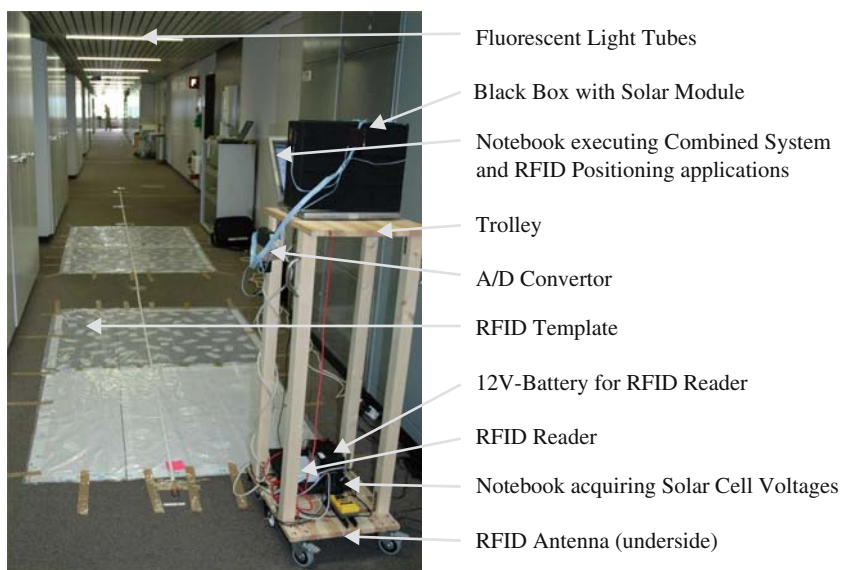 Fluorescent Light Tubes
Black Box with Solar Module
Notebook executing Combined System
and RFID Positioning applications
Trolley
A/D Convertor
RFID Template
12V-Battery for RFID Reader
RFID Reader
Notebook acquiring Solar Cell Voltages
RFID Antenna (underside)